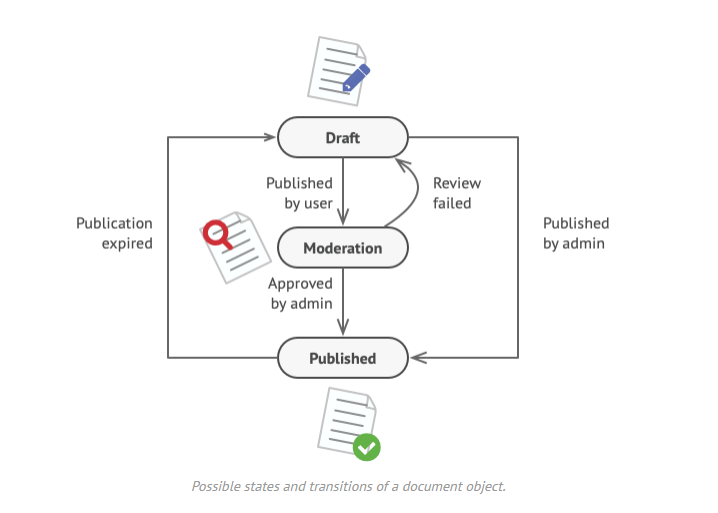 Draft
Published
by user
Review
failed
Publication
expired
Published
by admin
Moderation
Approved
by admin
Published
Possible states and transitions of a document object.